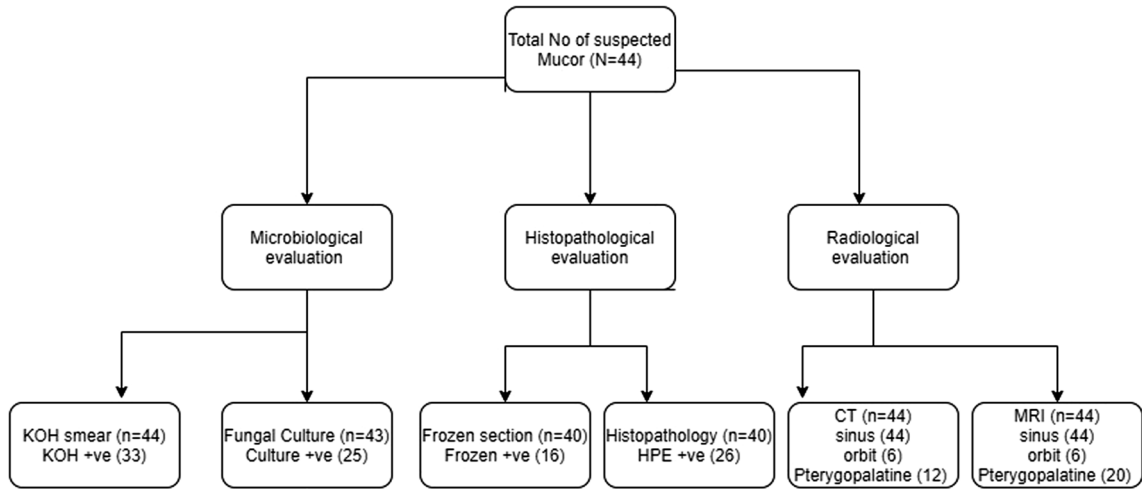 Total No of suspected
Mucor (N=44)
Microbiological
evaluation
Histopathological
evaluation
Radiological
evaluation
KOH smear (n=44)
KOH +ve (33)
Fungal Culture (n=43)
Culture +ve (25)
Frozen section (n=40)
Frozen +ve (16)
Histopathology (n=40)
HPE +ve (26)
CT (n=44)
sinus (44)
orbit (6)
Pterygopalatine (12)
MRI (n=44)
sinus (44)
orbit (6)
Pterygopalatine (20)